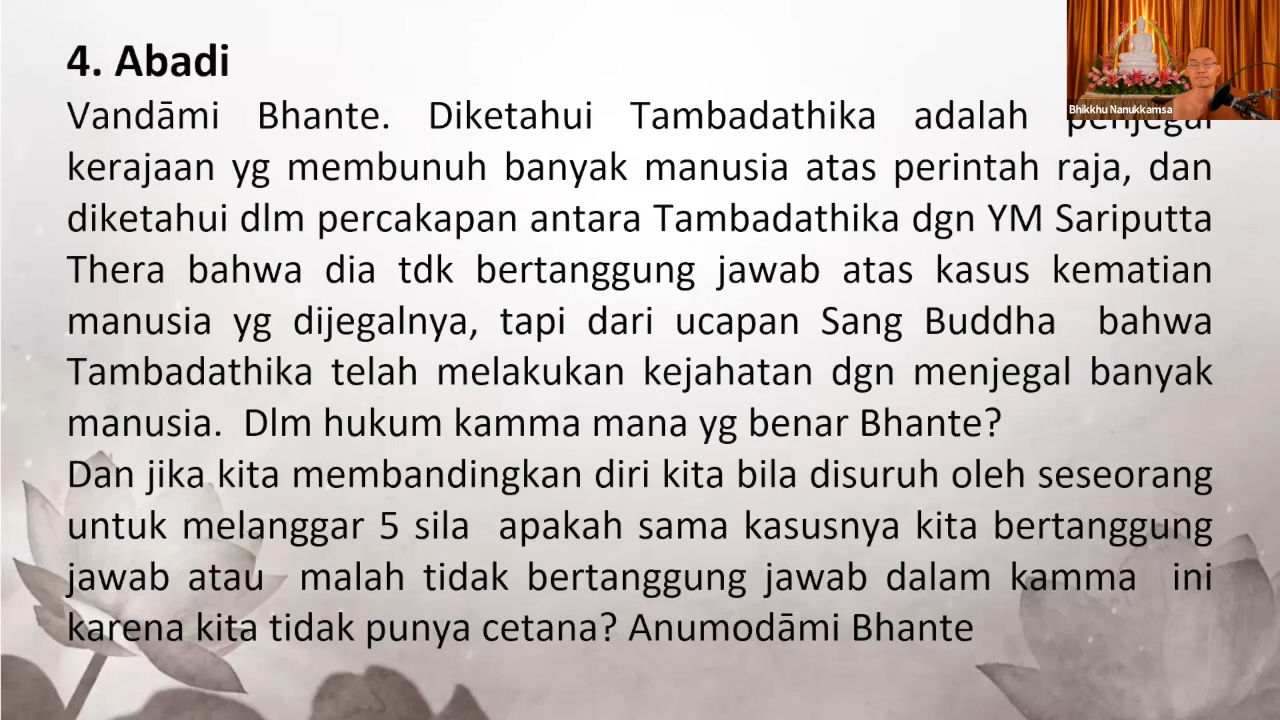 4. Abadi
Vandāmi Bhante. Diketahui Tambadathika adalah penjegal
kerajaan yg membunuh banyak manusia atas perintah raja, dan
diketahui dlm percakapan antara Tambadathika dgn YM Sariputta
Thera bahwa dia tdk bertanggung jawab atas kasus kematian
manusia yg dijegalnya, tapi dari ucapan Sang Buddha bahwa
Tambadathika telah melakukan kejahatan dgn menjegal banyak
manusia. Dlm hukum kamma mana yg benar Bhante?
Dan jika kita membandingkan diri kita bila disuruh oleh seseorang
untuk melanggar 5 sila apakah sama kasusnya kita bertanggung
jawab atau malah tidak bertanggung jawab dalam kamma ini
karena kita tidak punya cetana? Anumodāmi Bhante
Bhikkhu Nanukkamsa